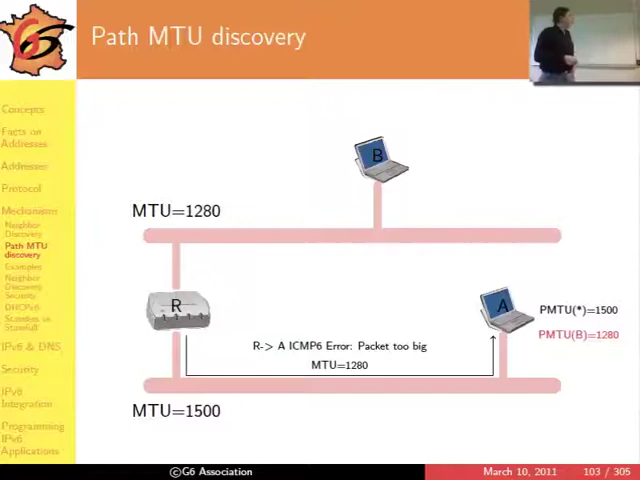 G6
Path MTU discovery
Concepts
Facts on
Addresses
Addresses
Protocol
Mechanisms
Neighbor
Discovery
Path MTU
discovery
Examples
Neighbor
Discovery
Security
DHCPv6
Stateless vs
Statefull
IPv6 & DNS
Security
IPv6
Integration
Programming
IPv6
Applications
B
MTU=1280
R
A
PMTU(*)=1500
PMTU(B)=1280
R-> A ICMP6 Error: Packet too big
MTU=1280
MTU=1500
©G6 Association
March 10, 2011
103 / 305